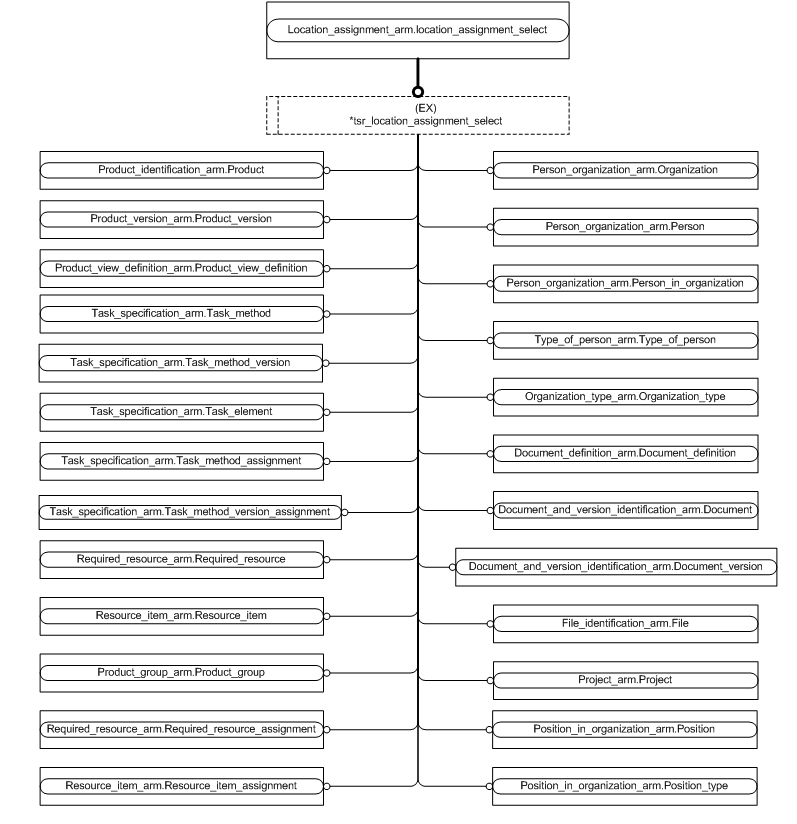 Location_assignment_arm.location_assignment_select
(EX)
*tsr_location_assignment_select
Product_identification_arm.Product
Product_version_arm.Product_version
Product_view_definition_arm.Product_view_definition
Task_specification_arm.Task_method
Task_specification_arm.Task_method_version
Task_specification_arm.Task_element
Task_specification_arm.Task_method_assignment
Task_specification_arm.Task_method_version_assignment
Required_resource_arm.Required_resource
Resource_item_arm.Resource_item
Product_group_arm.Product_group
Required_resource_arm.Required_resource_assignment
Resource_item_arm.Resource_item_assignment
Person_organization_arm.Organization
Person_organization_arm.Person
Person_organization_arm.Person_in_organization
Type_of_person_arm.Type_of_person
Organization_type_arm.Organization_type
Document_definition_arm.Document_definition
Document_and_version_identification_arm.Document
Document_and_version_identification_arm.Document_version
File_identification_arm.File
Project_arm.Project
Position_in_organization_arm.Position
Position_in_organization_arm.Position_type